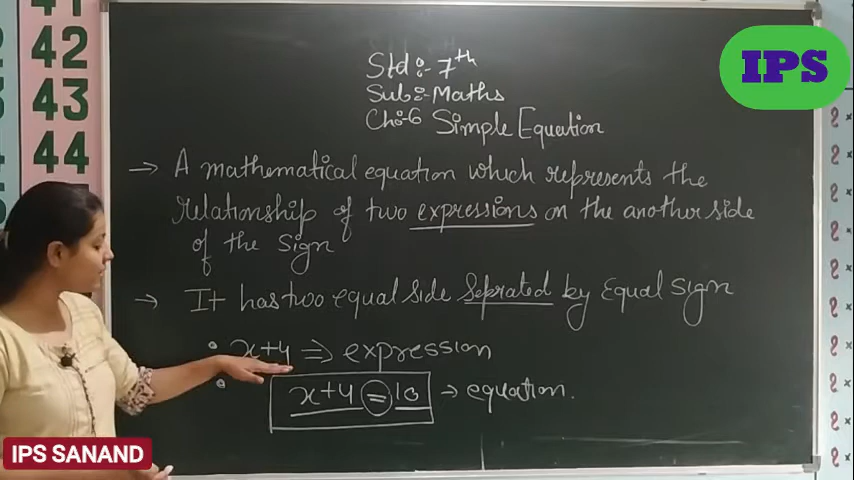 Std :- 7th
Sub :- Maths
Ch :- 6 Simple Equation
→ A mathematical equation which represents the
relationship of two expressions on the another side
of the sign
→ It has two equal side seprated by Equal sign
• x+4 ⇒ expression
• x+4 = 10 → equation.
IPS
IPS SANAND
41
42
43
44